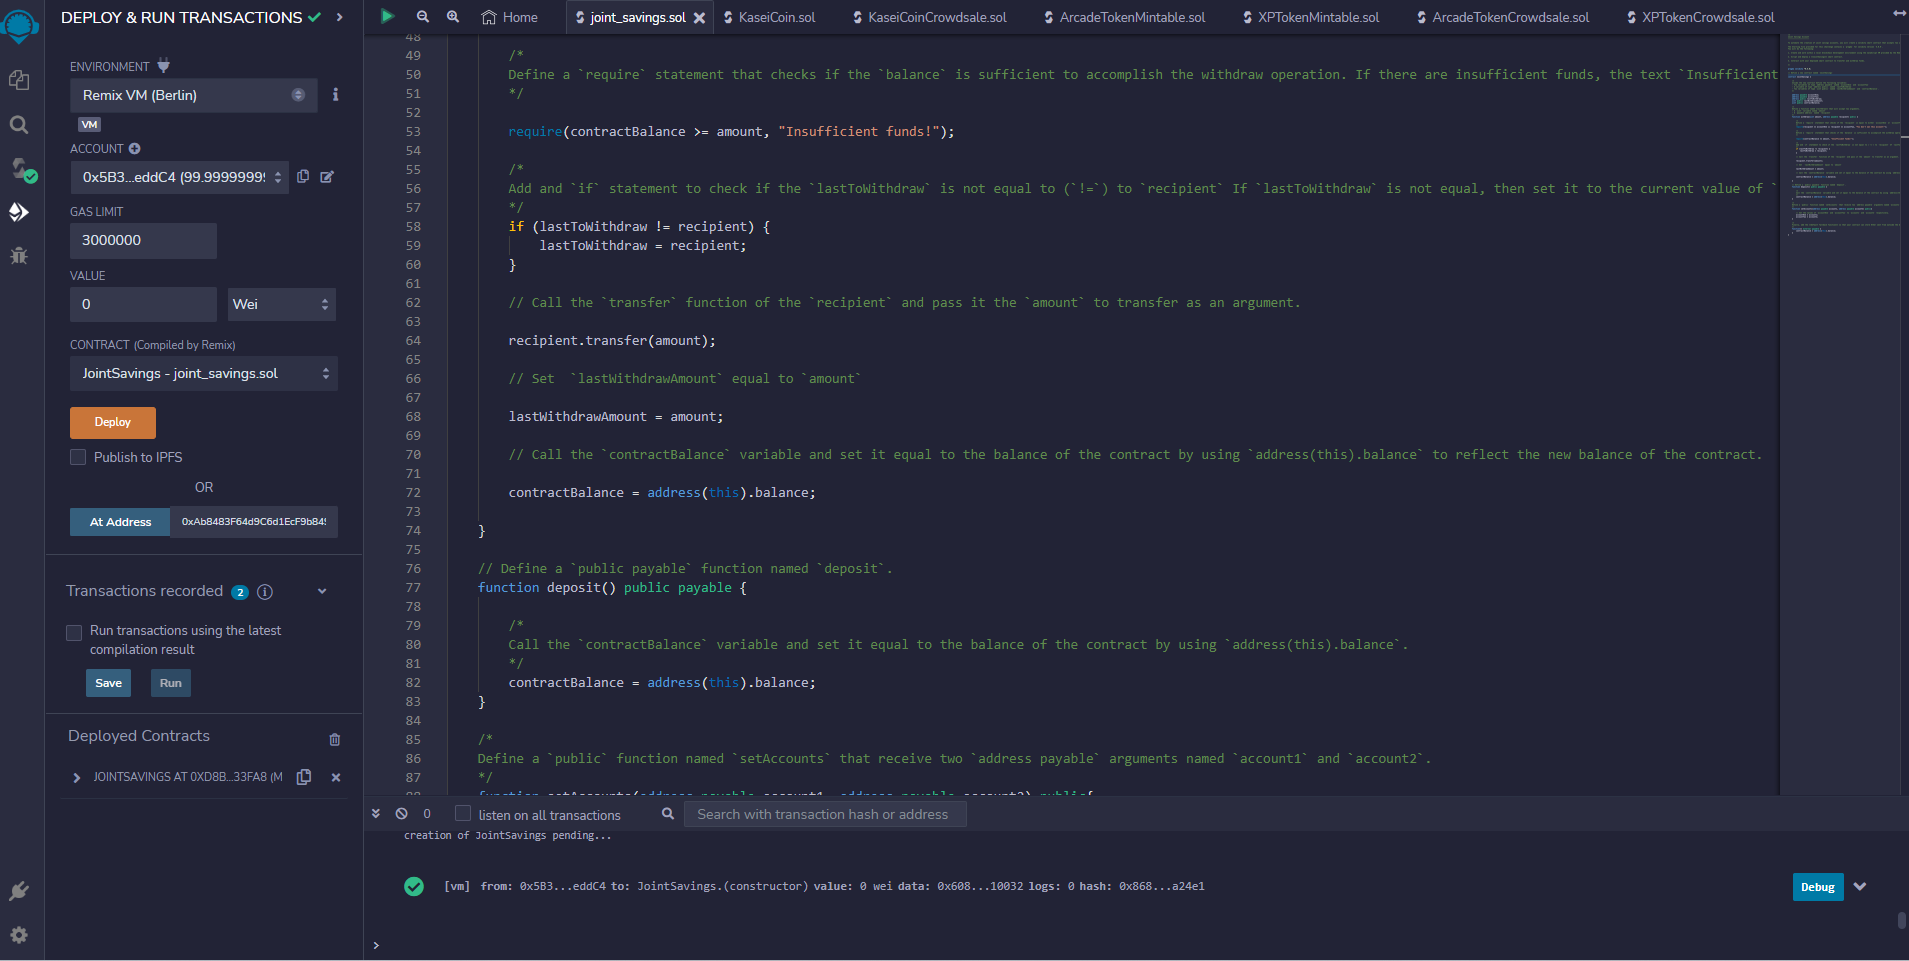 DEPLOY & RUN TRANSACTIONS
ENVIRONMENT
Remix VM (Berlin)
VM
ACCOUNT
0x5B3...eddC4 (99.99999999
GAS LIMIT
3000000
VALUE
0
Wei
CONTRACT (Compiled by Remix)
JointSavings - joint_savings.sol
Deploy
Publish to IPFS
OR
At Address
0xAb8483F64d9C6d1EcF9b849
Transactions recorded 2 i
Run transactions using the latest
compilation result
Save
Run
Deployed Contracts
JOINTSAVINGS AT 0XD8B...33FA8 (M
Home
joint_savings.sol
KaseiCoin.sol
KaseiCoinCrowdsale.sol
ArcadeTokenMintable.sol
XPTokenMintable.sol
ArcadeTokenCrowdsale.sol
XPTokenCrowdsale.sol
48
49 /*
50 Define a `require` statement that checks if the `balance` is sufficient to accomplish the withdraw operation. If there are insufficient funds, the text `Insufficient
51 */
52
53 require(contractBalance >= amount, "Insufficient funds!");
54
55 /*
56 Add and `if` statement to check if the `lastToWithdraw` is not equal to (`!=`) to `recipient` If `lastToWithdraw` is not equal, then set it to the current value of `
57 */
58 if (lastToWithdraw != recipient) {
59 lastToWithdraw = recipient;
60 }
61
62 // Call the `transfer` function of the `recipient` and pass it the `amount` to transfer as an argument.
63
64 recipient.transfer(amount);
65
66 // Set  `lastWithdrawAmount` equal to `amount`
67
68 lastWithdrawAmount = amount;
69
70 // Call the `contractBalance` variable and set it equal to the balance of the contract by using `address(this).balance` to reflect the new balance of the contract.
71
72 contractBalance = address(this).balance;
73
74 }
75
76 // Define a `public payable` function named `deposit`.
77 function deposit() public payable {
78
79 /*
80 Call the `contractBalance` variable and set it equal to the balance of the contract by using `address(this).balance`.
81 */
82 contractBalance = address(this).balance;
83 }
84
85 /*
86 Define a `public` function named `setAccounts` that receive two `address payable` arguments named `account1` and `account2`.
87 */
88 function setAccounts(address payable account1, address payable account2) public{
0
listen on all transactions
Search with transaction hash or address
creation of JointSavings pending...
[vm] from: 0x5B3...eddC4 to: JointSavings.(constructor) value: 0 wei data: 0x608...10032 logs: 0 hash: 0x868...a24e1
Debug
>